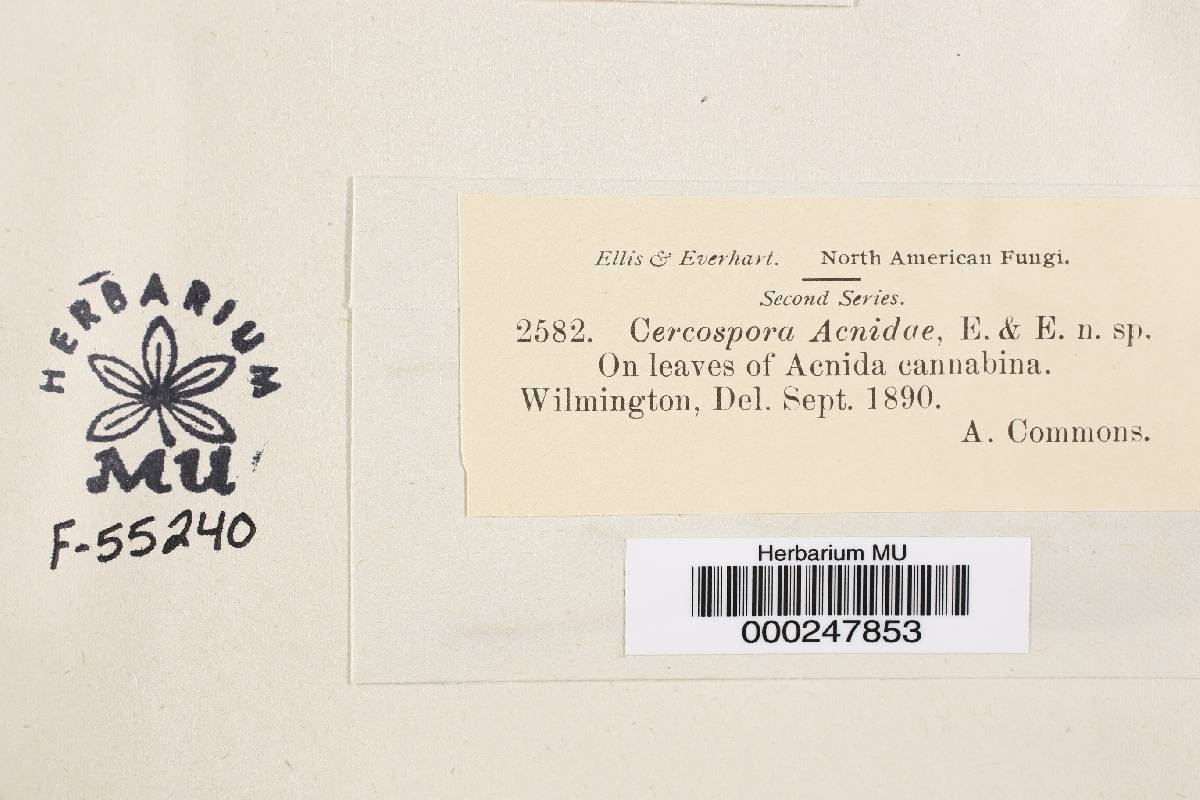 HERBARIUM
MU
F-55240
Ellis & Everhart. North American Fungi.
Second Series.
2582. Cercospora Acnidae, E. & E. n. sp.
On leaves of Acnida cannabina.
Wilmington, Del. Sept. 1890.
A. Commons.
Herbarium MU
000247853